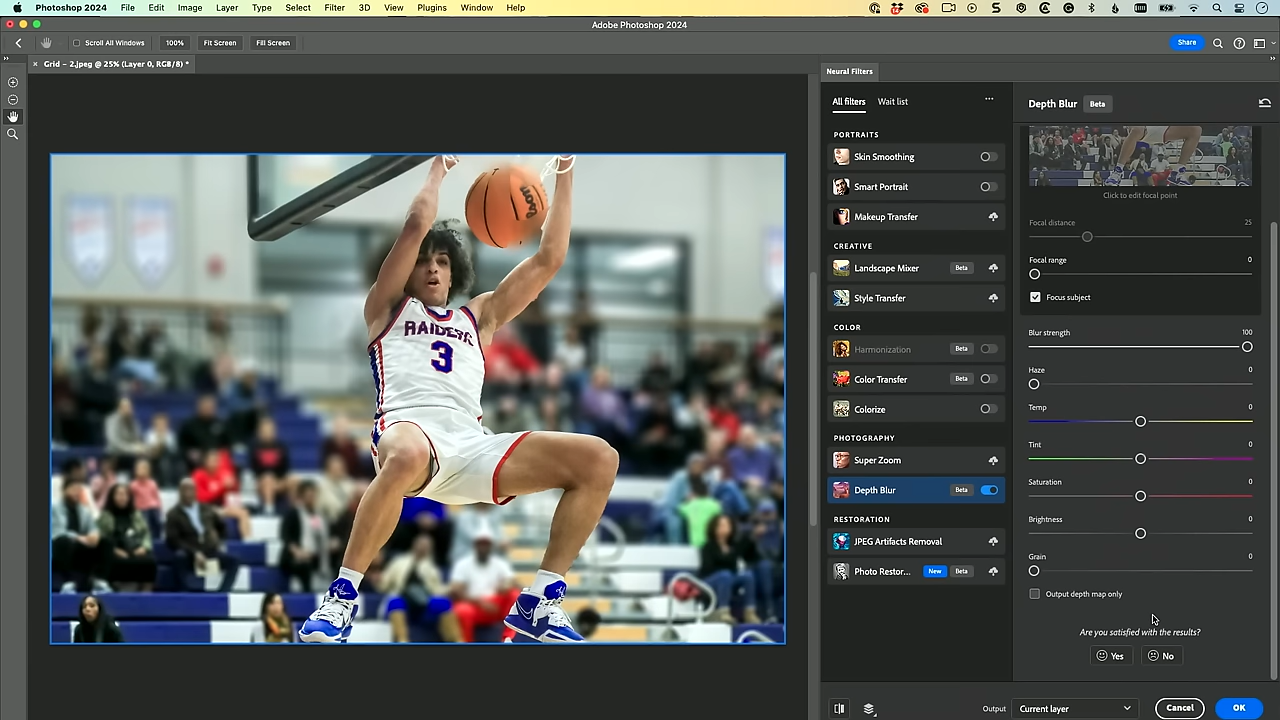 Photoshop 2024 File Edit Image Layer Type Select Filter 3D View Plugins Window Help
Adobe Photoshop 2024
Scroll All Windows 100% Fit Screen Fill Screen Share
Grid – 2.jpeg @ 25% (Layer 0, RGB/8) *
Neural Filters
All filters Wait list
PORTRAITS
Skin Smoothing
Smart Portrait
Makeup Transfer
CREATIVE
Landscape Mixer Beta
Style Transfer
COLOR
Harmonization Beta
Color Transfer Beta
Colorize
PHOTOGRAPHY
Super Zoom
Depth Blur Beta
RESTORATION
JPEG Artifacts Removal
Photo Restor... New Beta
Depth Blur Beta
Click to edit focal point
Focal distance 25
Focal range 0
Focus subject
Blur strength 100
Haze 0
Temp 0
Tint 0
Saturation 0
Brightness 0
Grain 0
Output depth map only
Are you satisfied with the results?
Yes No
Output Current layer Cancel OK
RAIDERS
3